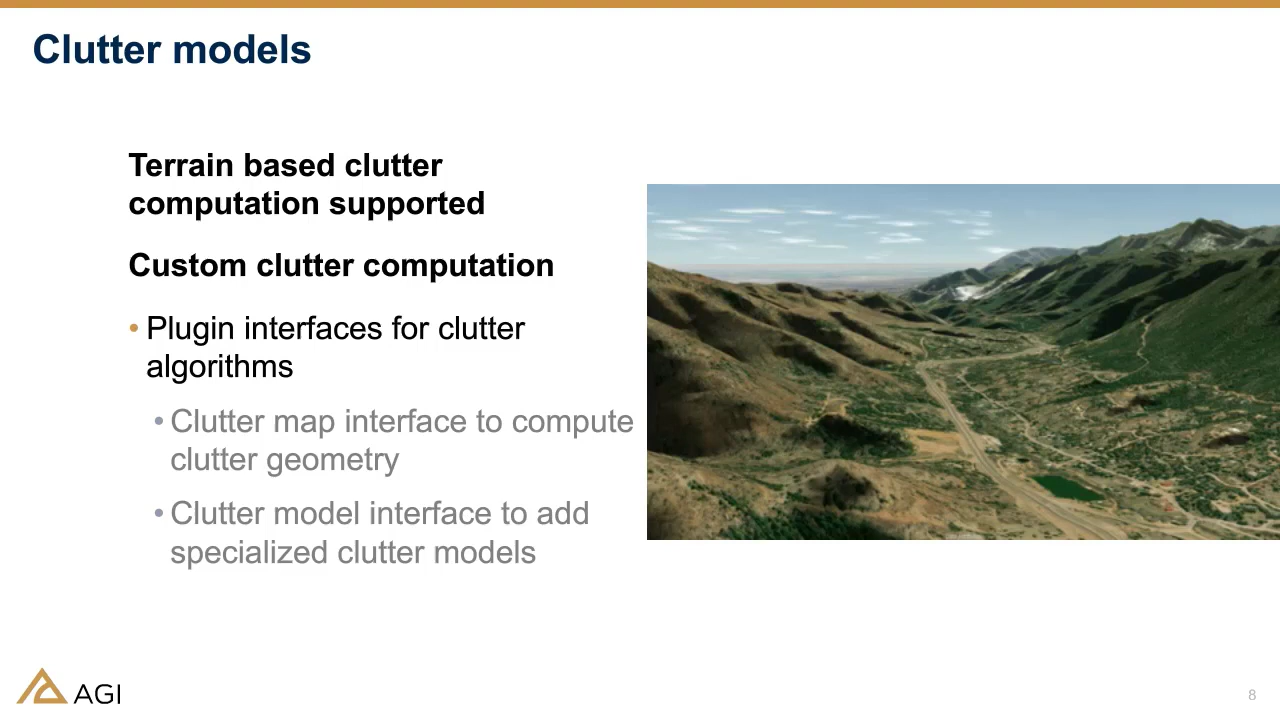 Clutter models
Terrain based clutter
computation supported
Custom clutter computation
• Plugin interfaces for clutter
algorithms
• Clutter map interface to compute
clutter geometry
• Clutter model interface to add
specialized clutter models
AGI
8